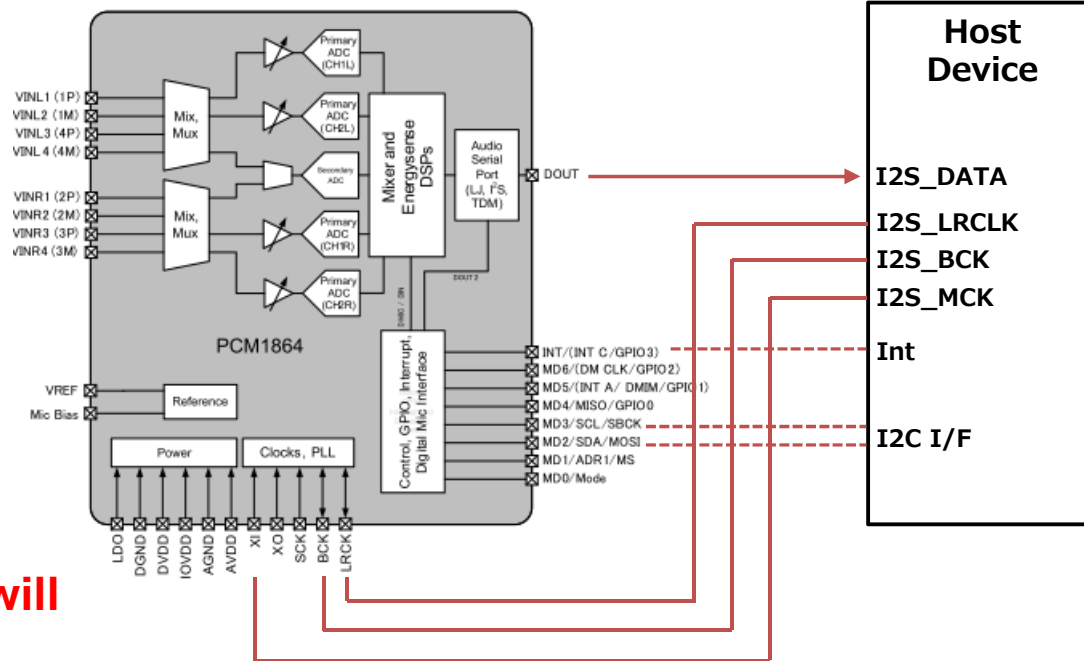 Primary
ADC
(CH1L)
Primary
ADC
(CH2L)
Secondary
ADC
Primary
ADC
(CH1R)
Primary
ADC
(CH2R)
VINL1 (1P)
VINL2 (1M)
VINL3 (4P)
VINL4 (4M)
VINR1 (2P)
VINR2 (2M)
VINR3 (3P)
VINR4 (3M)
Mix,
Mux
Mix,
Mux
Mixer and
Energysense
DSPs
Audio
Serial
Port
(LJ, I²S,
TDM)
DOUT
DOUT 2
DMIC / DIN
PCM1864
VREF
Mic Bias
Reference
Power
Clocks, PLL
Control, GPIO, Interrupt,
Digital Mic Interface
INT/(INT C/GPIO3)
MD6/(DM CLK/GPIO2)
MD5/(INT A/ DMIM/GPIO1)
MD4/MISO/GPIO0
MD3/SCL/SBCK
MD2/SDA/MOSI
MD1/ADR1/MS
MD0/Mode
LDO
DGND
DVDD
IOVDD
AGND
AVDD
XI
XO
SCK
BCK
LRCK
Host
Device
I2S_DATA
I2S_LRCLK
I2S_BCK
I2S_MCK
Int
I2C I/F
will